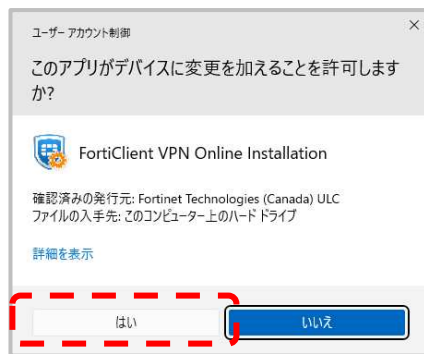 ユーザー アカウント制御
×
このアプリがデバイスに変更を加えることを許可します
か?
FortiClient VPN Online Installation
確認済みの発行元: Fortinet Technologies (Canada) ULC
ファイルの入手先: このコンピューター上のハード ドライブ
詳細を表示
はい
いいえ